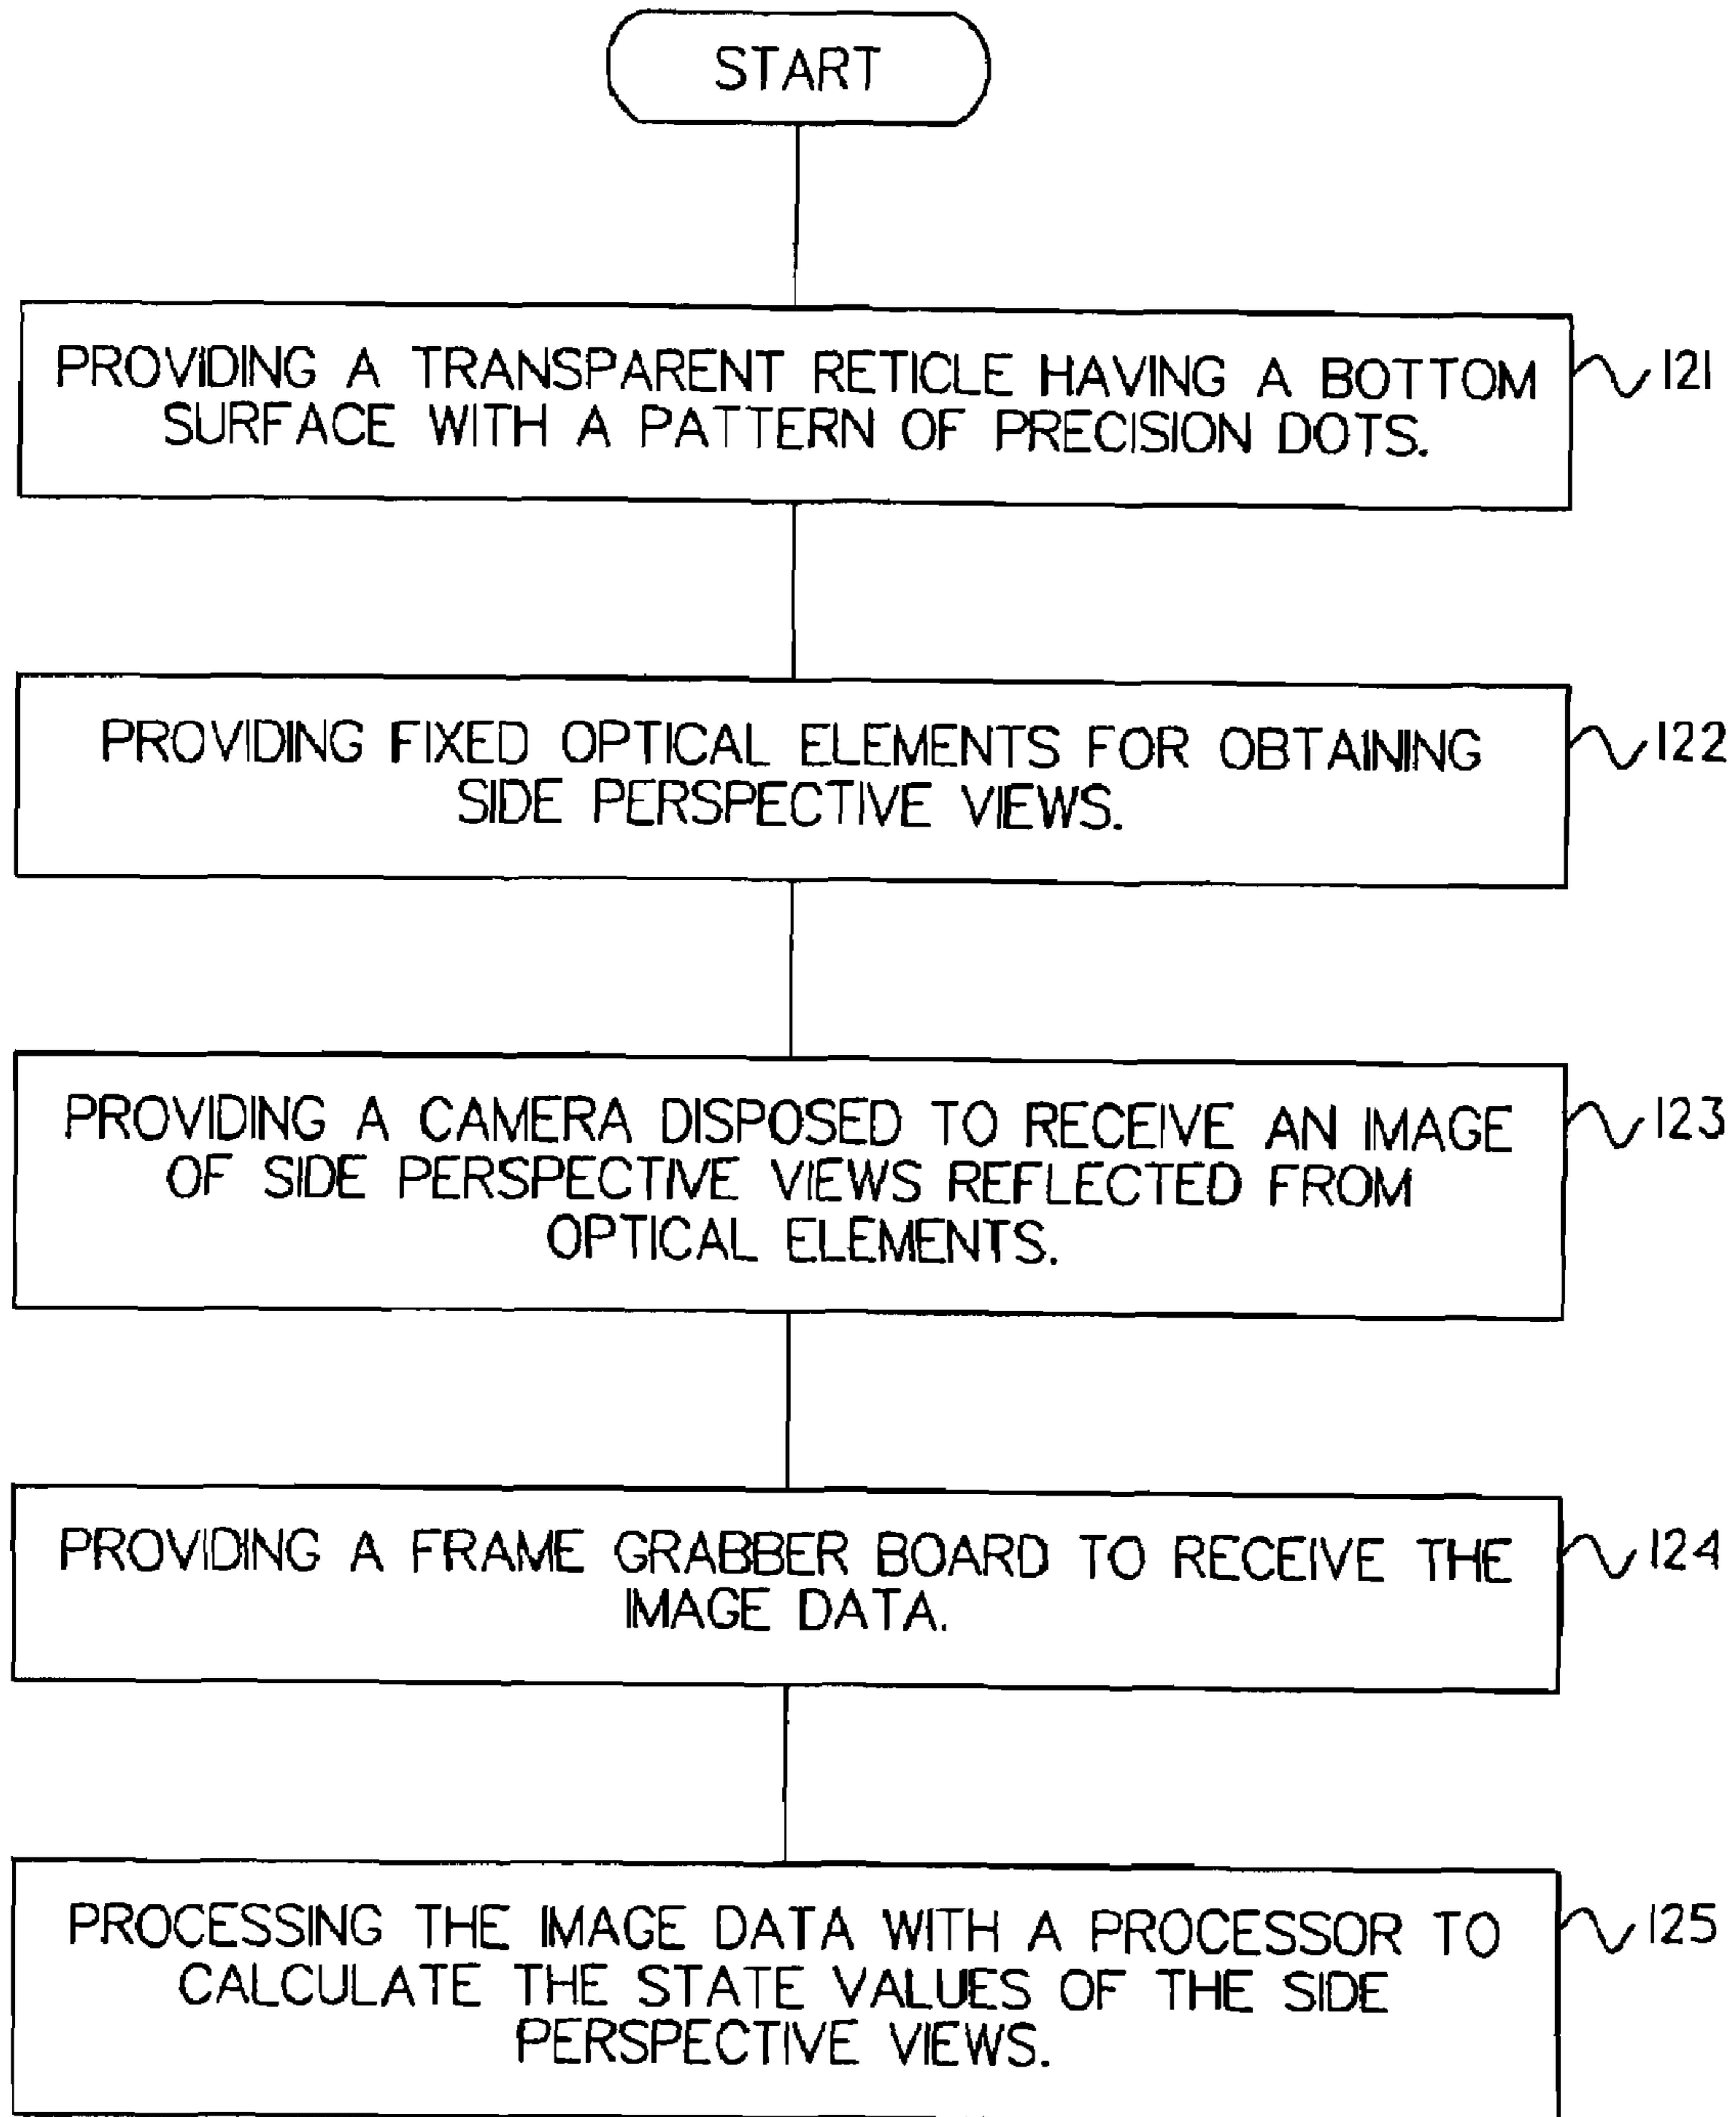 START
PROVIDING A TRANSPARENT RETICLE HAVING A BOTTOM
SURFACE WITH A PATTERN OF PRECISION DOTS.
121
PROVIDING FIXED OPTICAL ELEMENTS FOR OBTAINING
SIDE PERSPECTIVE VIEWS.
122
PROVIDING A CAMERA DISPOSED TO RECEIVE AN IMAGE
OF SIDE PERSPECTIVE VIEWS REFLECTED FROM
OPTICAL ELEMENTS.
123
PROVIDING A FRAME GRABBER BOARD TO RECEIVE THE
IMAGE DATA.
124
PROCESSING THE IMAGE DATA WITH A PROCESSOR TO
CALCULATE THE STATE VALUES OF THE SIDE
PERSPECTIVE VIEWS.
125